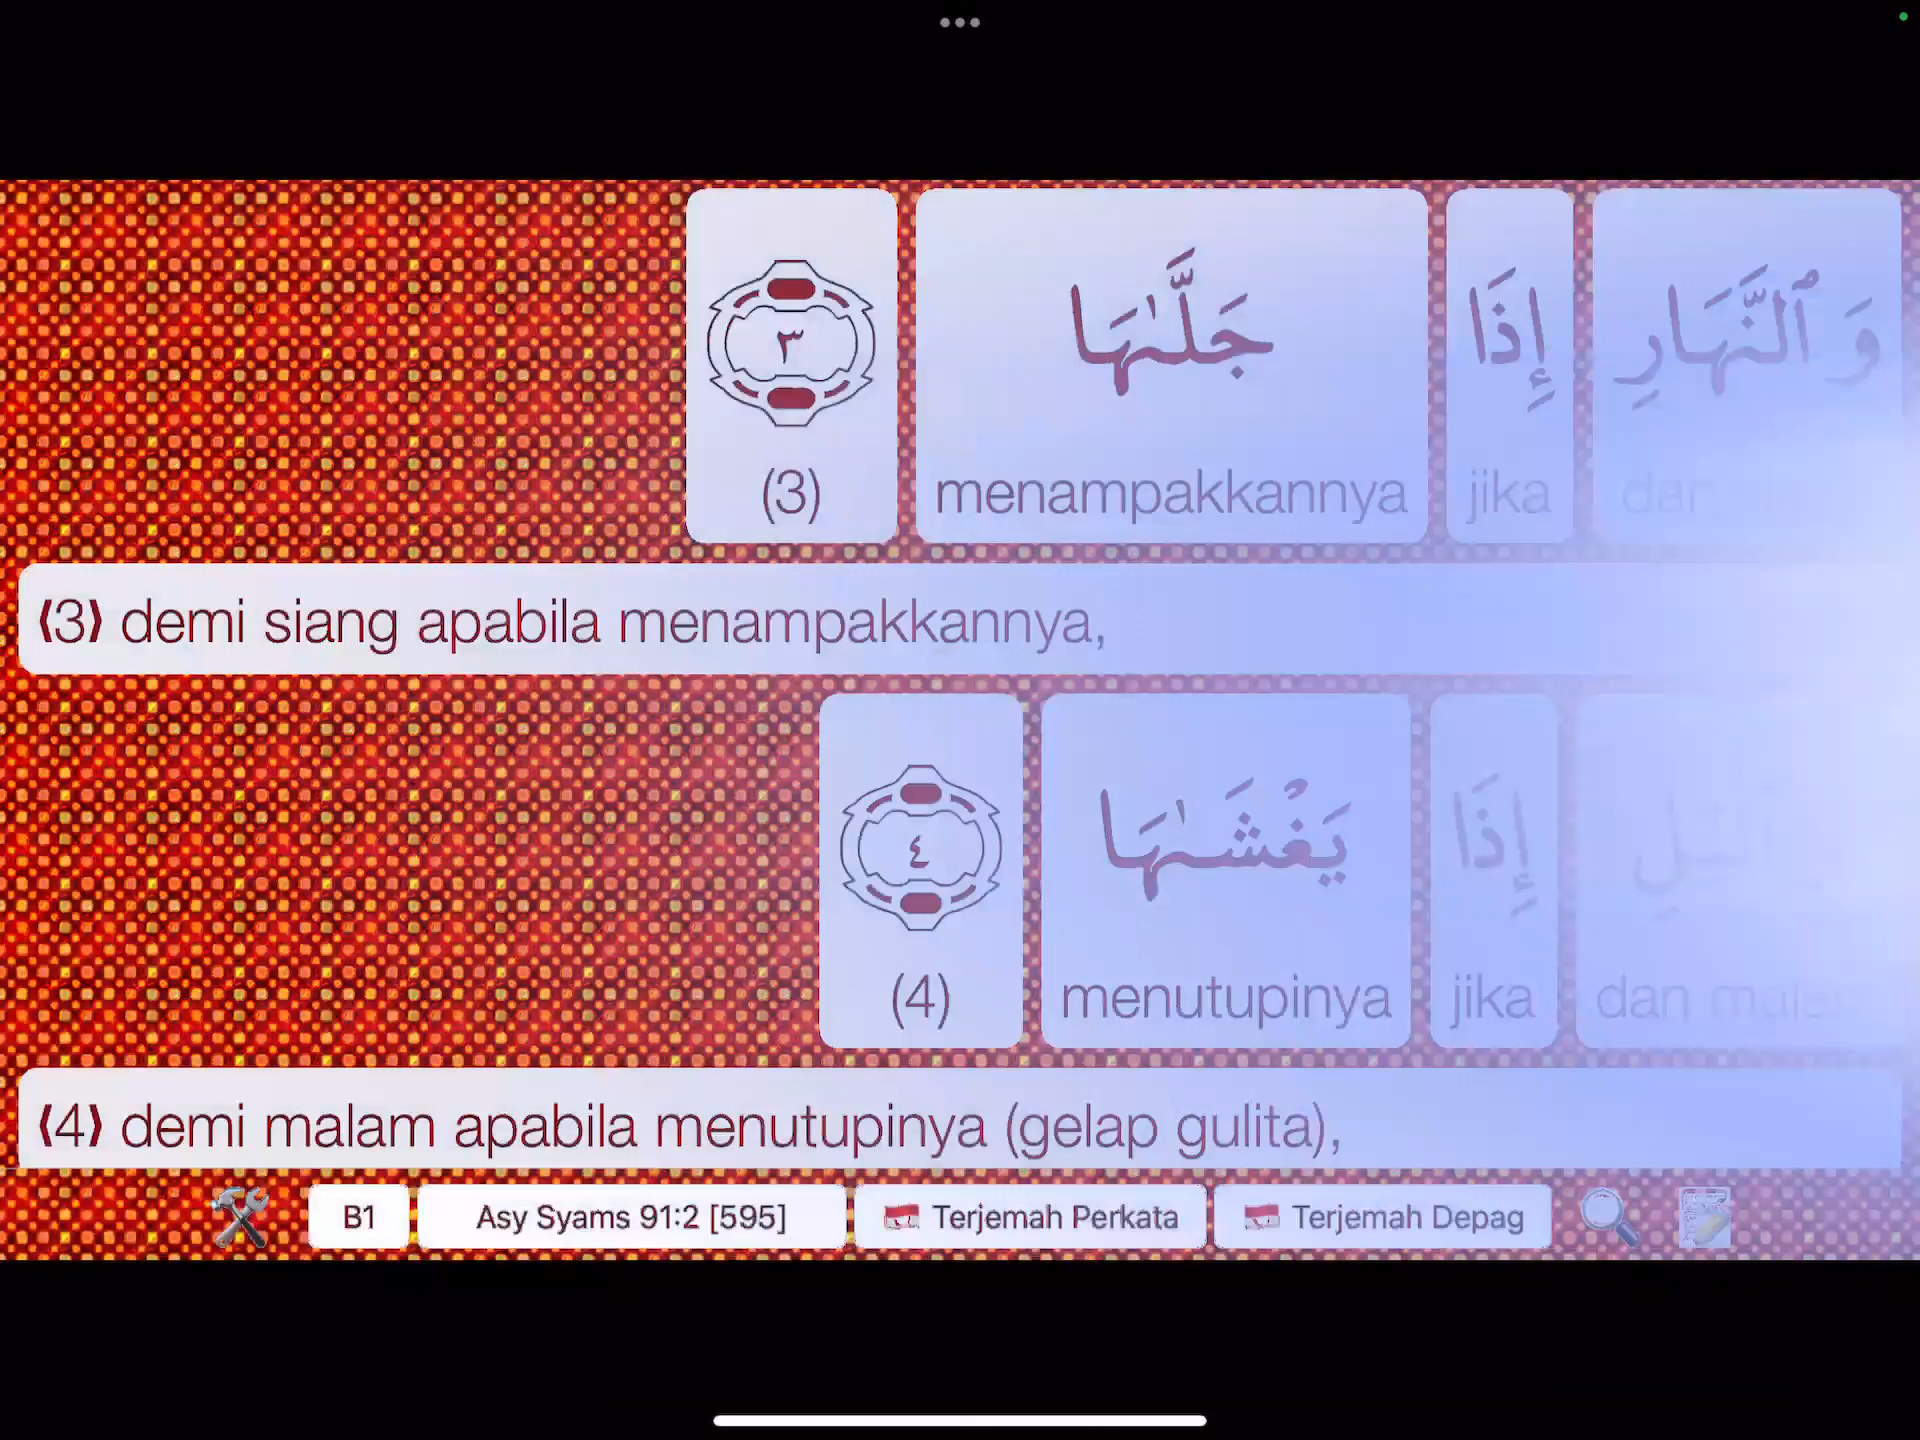 وَ ٱلنَّهَارِ إِذَا جَلَّىٰهَا ٣
jika menampakkannya (3)
⟨3⟩ demi siang apabila menampakkannya,
إِذَا يَغْشَىٰهَا ٤
dan jika menutupinya (4)
⟨4⟩ demi malam apabila menutupinya (gelap gulita),
B1 Asy Syams 91:2 [595] Terjemah Perkata Terjemah Depag